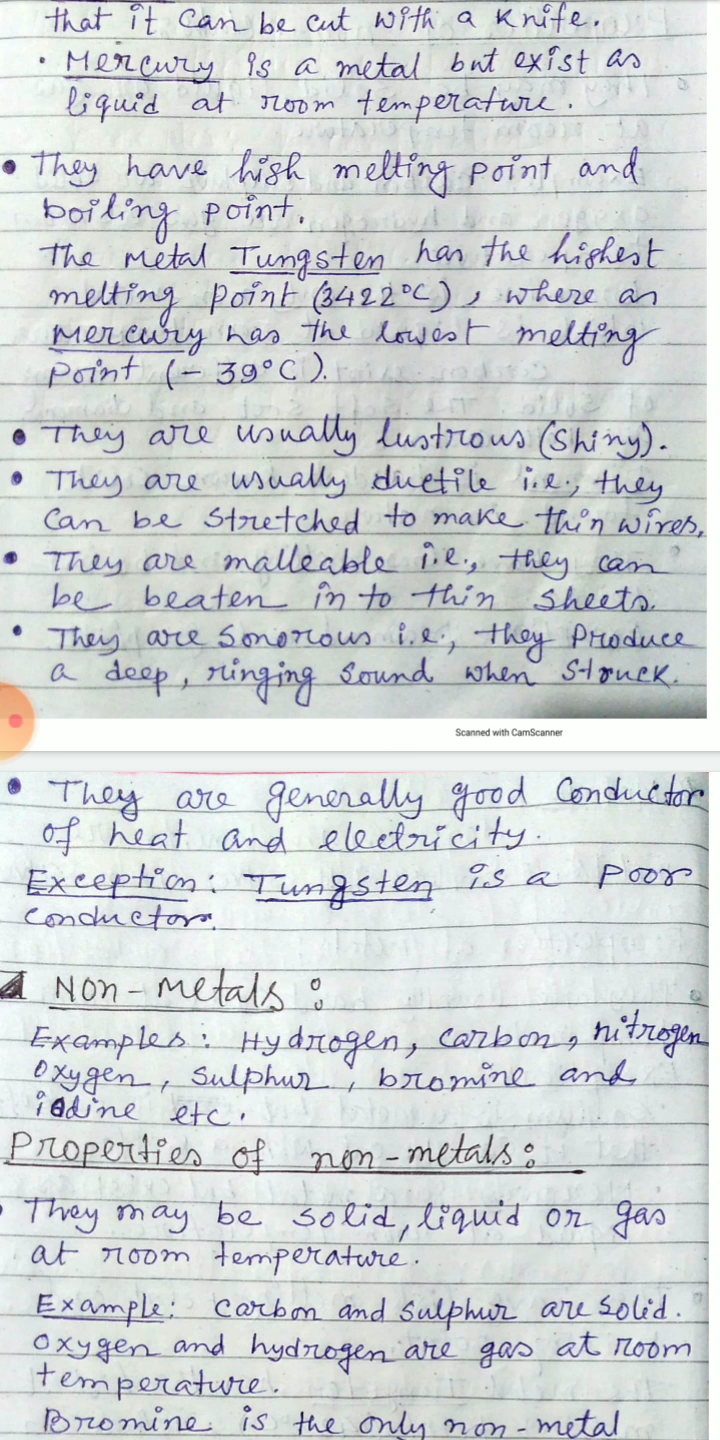 that it can be cut with a knife.
• Mercury is a metal but exist as
liquid at room temperature.
• They have high melting point and
boiling point.
The metal Tungsten has the highest
melting point (3422°C), where as
Mercury has the lowest melting
point (- 39°C).
• They are usually lustrous (Shiny).
• They are usually ductile i.e., they
can be stretched to make thin wires.
• They are malleable i.e., they can
be beaten in to thin sheets.
• They are sonorous i.e., they produce
a deep, ringing sound when struck.
Scanned with CamScanner
• They are generally good conductor
of heat and electricity.
Exception: Tungsten is a poor
conductor.
Non-metals:
Examples: Hydrogen, carbon, nitrogen
oxygen, sulphur, bromine and
iodine etc.
Properties of non-metals:
• They may be solid, liquid or gas
at room temperature.
Example: carbon and sulphur are solid.
oxygen and hydrogen are gas at room
temperature.
Bromine is the only non-metal